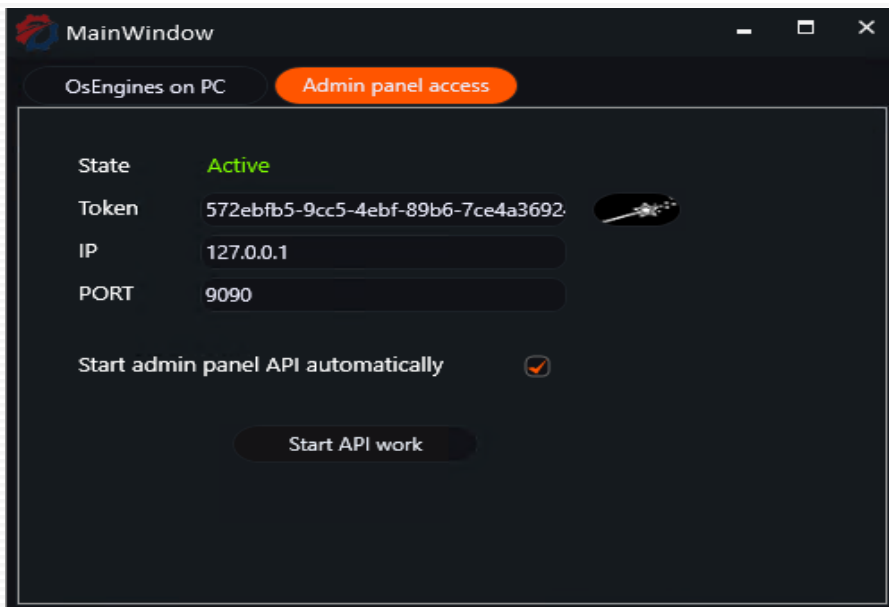 MainWindow
OsEngines on PC Admin panel access
State Active
Token 572ebfb5-9cc5-4ebf-89b6-7ce4a3692
IP 127.0.0.1
PORT 9090
Start admin panel API automatically
Start API work